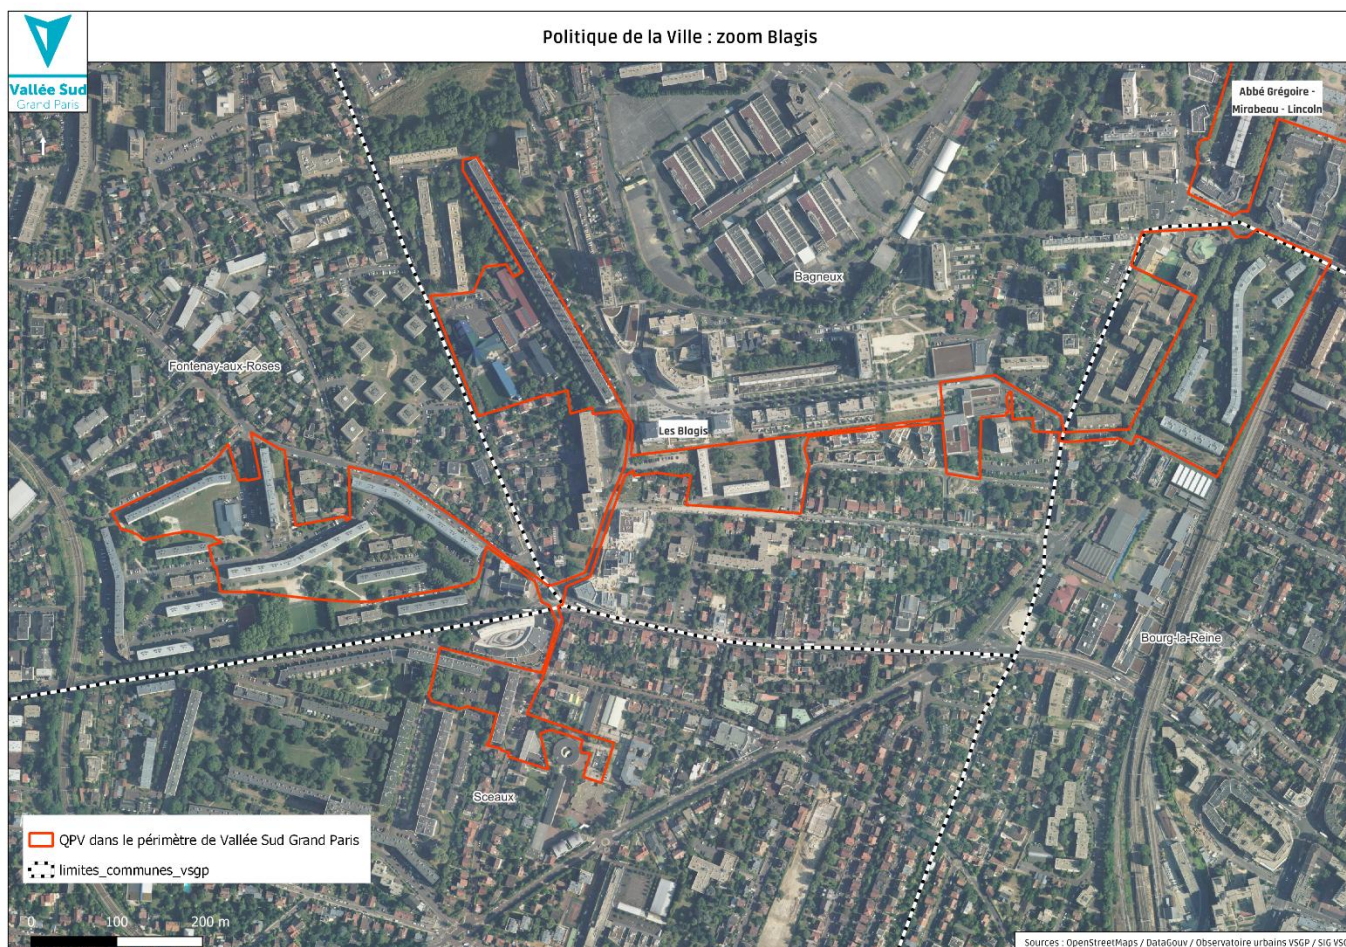 Politique de la Ville : zoom Blagis
Vallée Sud
Grand Paris
Abbé Grégoire -
Mirabeau - Lincoln
Bagneux
Fontenay-aux-Roses
Les Blagis
Bourg-la-Reine
Sceaux
QPV dans le périmètre de Vallée Sud Grand Paris
limites_communes_vsgp
0 100 200 m
Sources : OpenStreetMaps / DataGouv / Observatoire urbains VSGP / SIG VSG